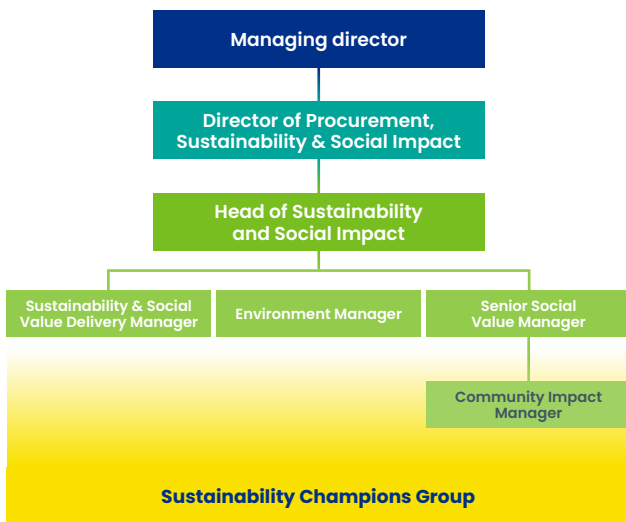 Managing director
Director of Procurement,
Sustainability & Social Impact
Head of Sustainability
and Social Impact
Sustainability & Social
Value Delivery Manager
Environment Manager
Senior Social
Value Manager
Community Impact
Manager
Sustainability Champions Group